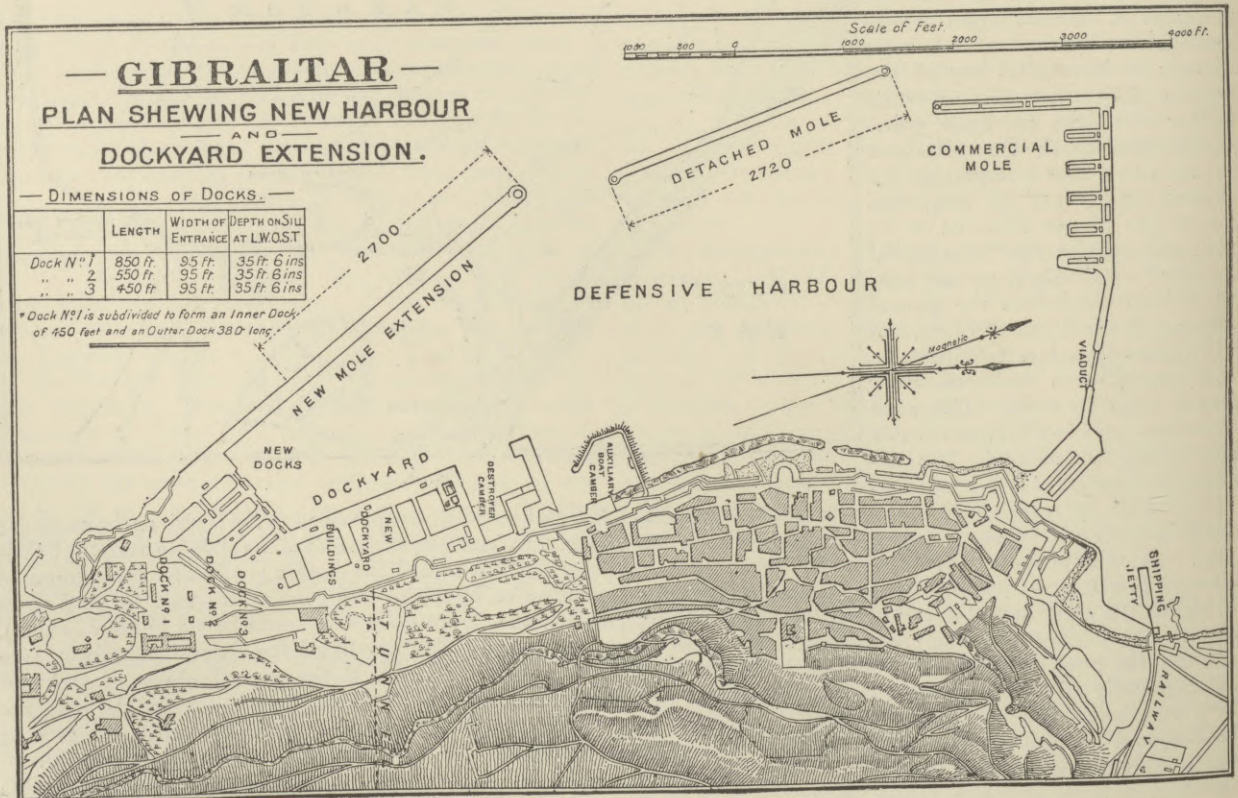 GIBRALTAR
PLAN SHEWING NEW HARBOUR
AND
DOCKYARD EXTENSION.
DIMENSIONS OF DOCKS.
LENGTH WIDTH OF ENTRANCE DEPTH ON SILL AT L.W.O.S.T
Dock No. 1* 850 ft. 95 ft. 35 ft. 6 ins
" " 2 550 ft. 95 ft. 35 ft. 6 ins
" " 3 450 ft 95 ft. 35 ft. 6 ins
* Dock No. 1 is subdivided to form an Inner Dock
of 450 feet and an Outter Dock 380 long.
Scale of Feet.
1000 500 0 1000 2000 3000 4000 Ft.
DETACHED MOLE
2720
COMMERCIAL
MOLE
2700
NEW MOLE EXTENSION
DEFENSIVE HARBOUR
Magnetic
VIADUCT
NEW
DOCKS
DOCKYARD
DESTROYER
CAMBER
AUXILIARY
BOAT
CAMBER
NEW
DOCKYARD
BUILDINGS
DOCK No. 1
DOCK No. 2
DOCK No. 3
TUNNEL
SHIPPING
JETTY
RAILWAY